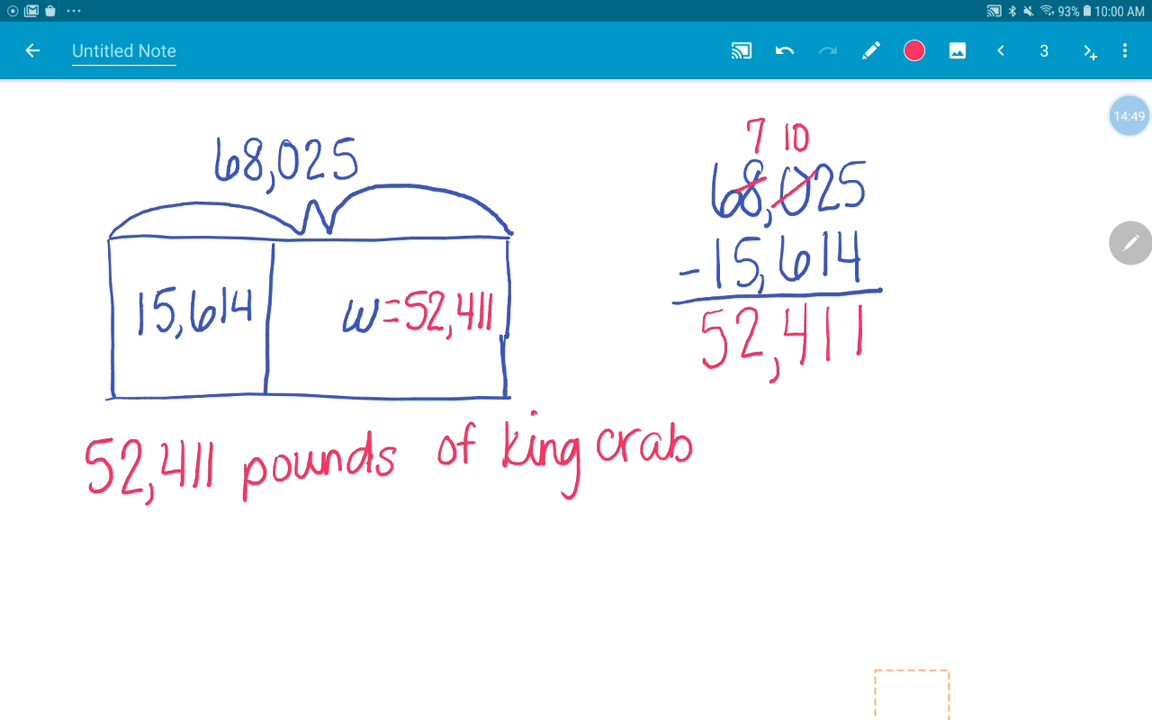 93% 10:00 AM
Untitled Note
3
14:49
68,025
15,614
w=52,411
7 10
68,025
-15,614
52,411
52,411 pounds of king crab